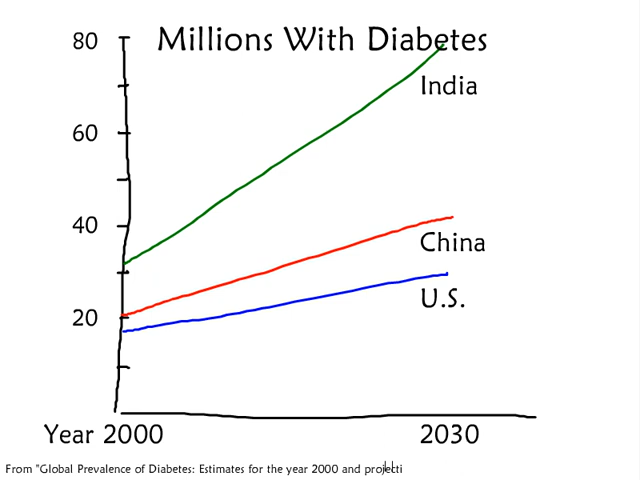 Millions With Diabetes
80
India
60
40
China
U.S.
20
Year 2000 2030
From "Global Prevalence of Diabetes: Estimates for the year 2000 and projecti